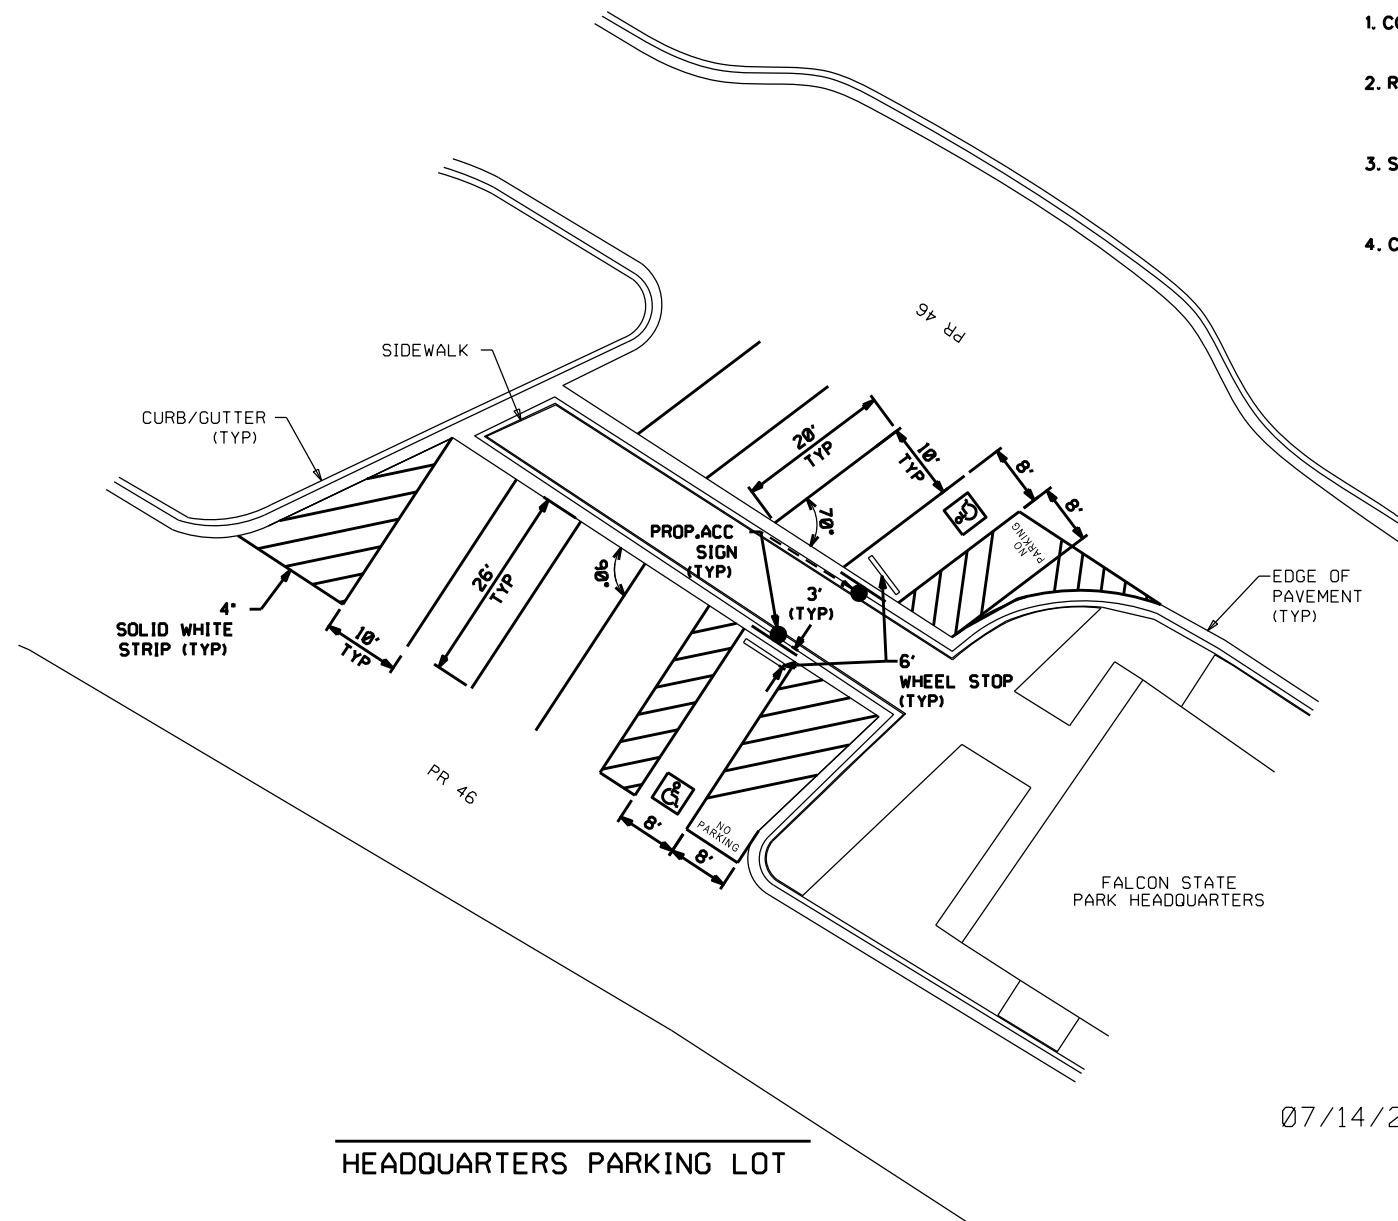 1. C
2. R
3. S
4. C
PR 46
SIDEWALK
CURB/GUTTER
(TYP)
20'
TYP
10'
TYP
8'
8'
70°
NO
PARKING
PROP.ACC
SIGN
(TYP)
3'
(TYP)
90°
26'
TYP
EDGE OF
PAVEMENT
(TYP)
4"
SOLID WHITE
STRIP (TYP)
10'
TYP
6'
WHEEL STOP
(TYP)
PR 46
NO
PARKING
8'
8'
FALCON STATE
PARK HEADQUARTERS
07/14/2
HEADQUARTERS PARKING LOT